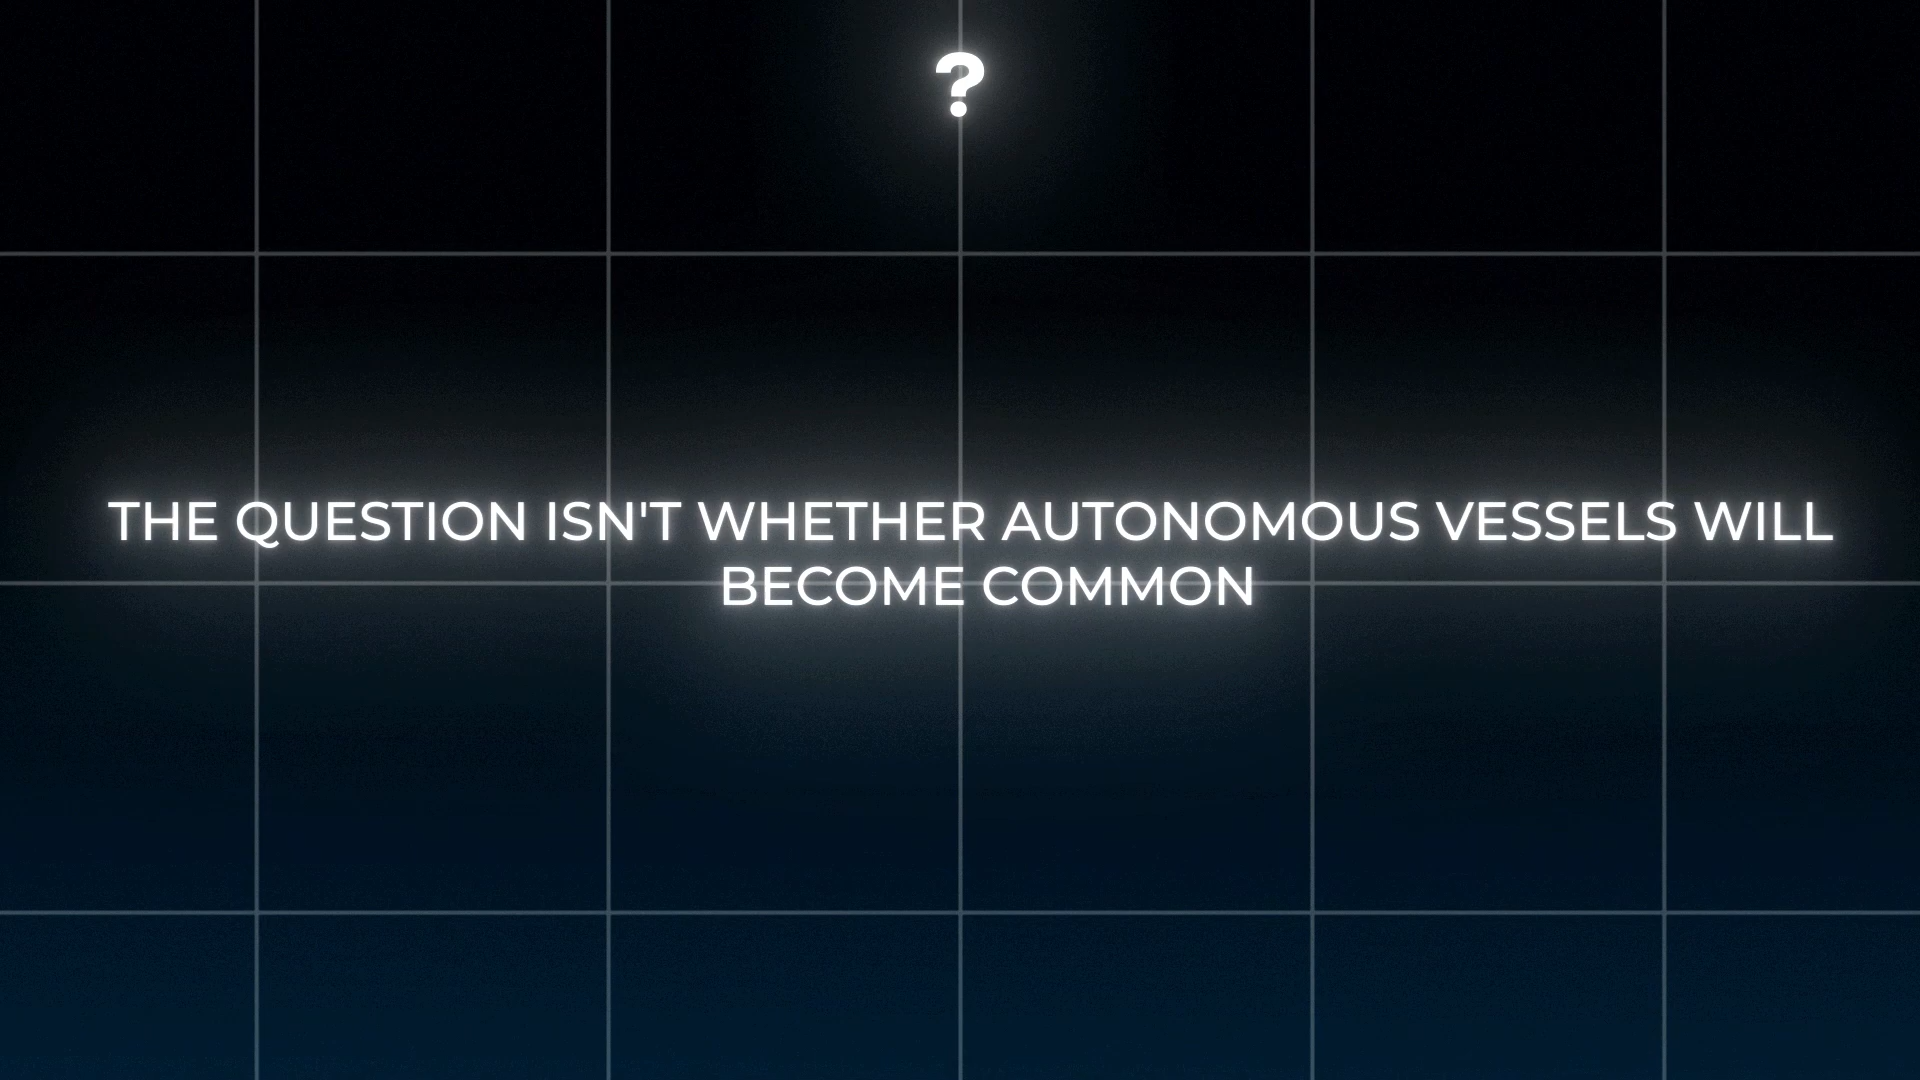 ?
THE QUESTION ISN'T WHETHER AUTONOMOUS VESSELS WILL
BECOME COMMON